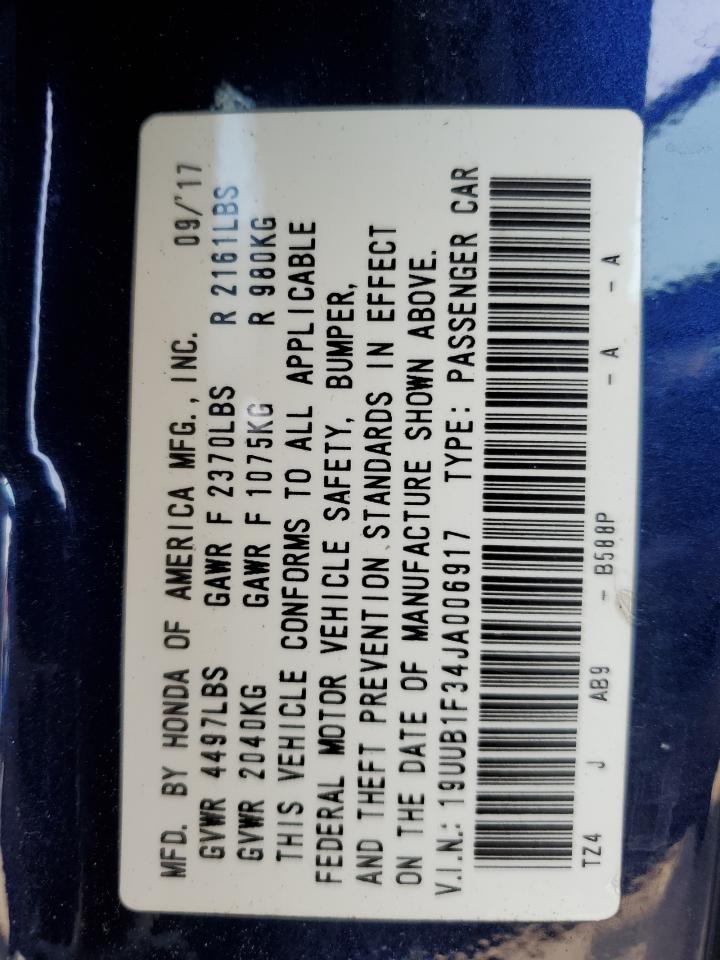 MFD. BY HONDA OF AMERICA MFG., INC. 09/'17
GVWR 4497LBS GAWR F 2370LBS R 2161LBS
GVWR 2040KG GAWR F 1075KG R 980KG
THIS VEHICLE CONFORMS TO ALL APPLICABLE
FEDERAL MOTOR VEHICLE SAFETY, BUMPER,
AND THEFT PREVENTION STANDARDS IN EFFECT
ON THE DATE OF MANUFACTURE SHOWN ABOVE.
V.I.N.: 19UUB1F34JA006917 TYPE: PASSENGER CAR
TZ4 J AB9 - B588P - A - A